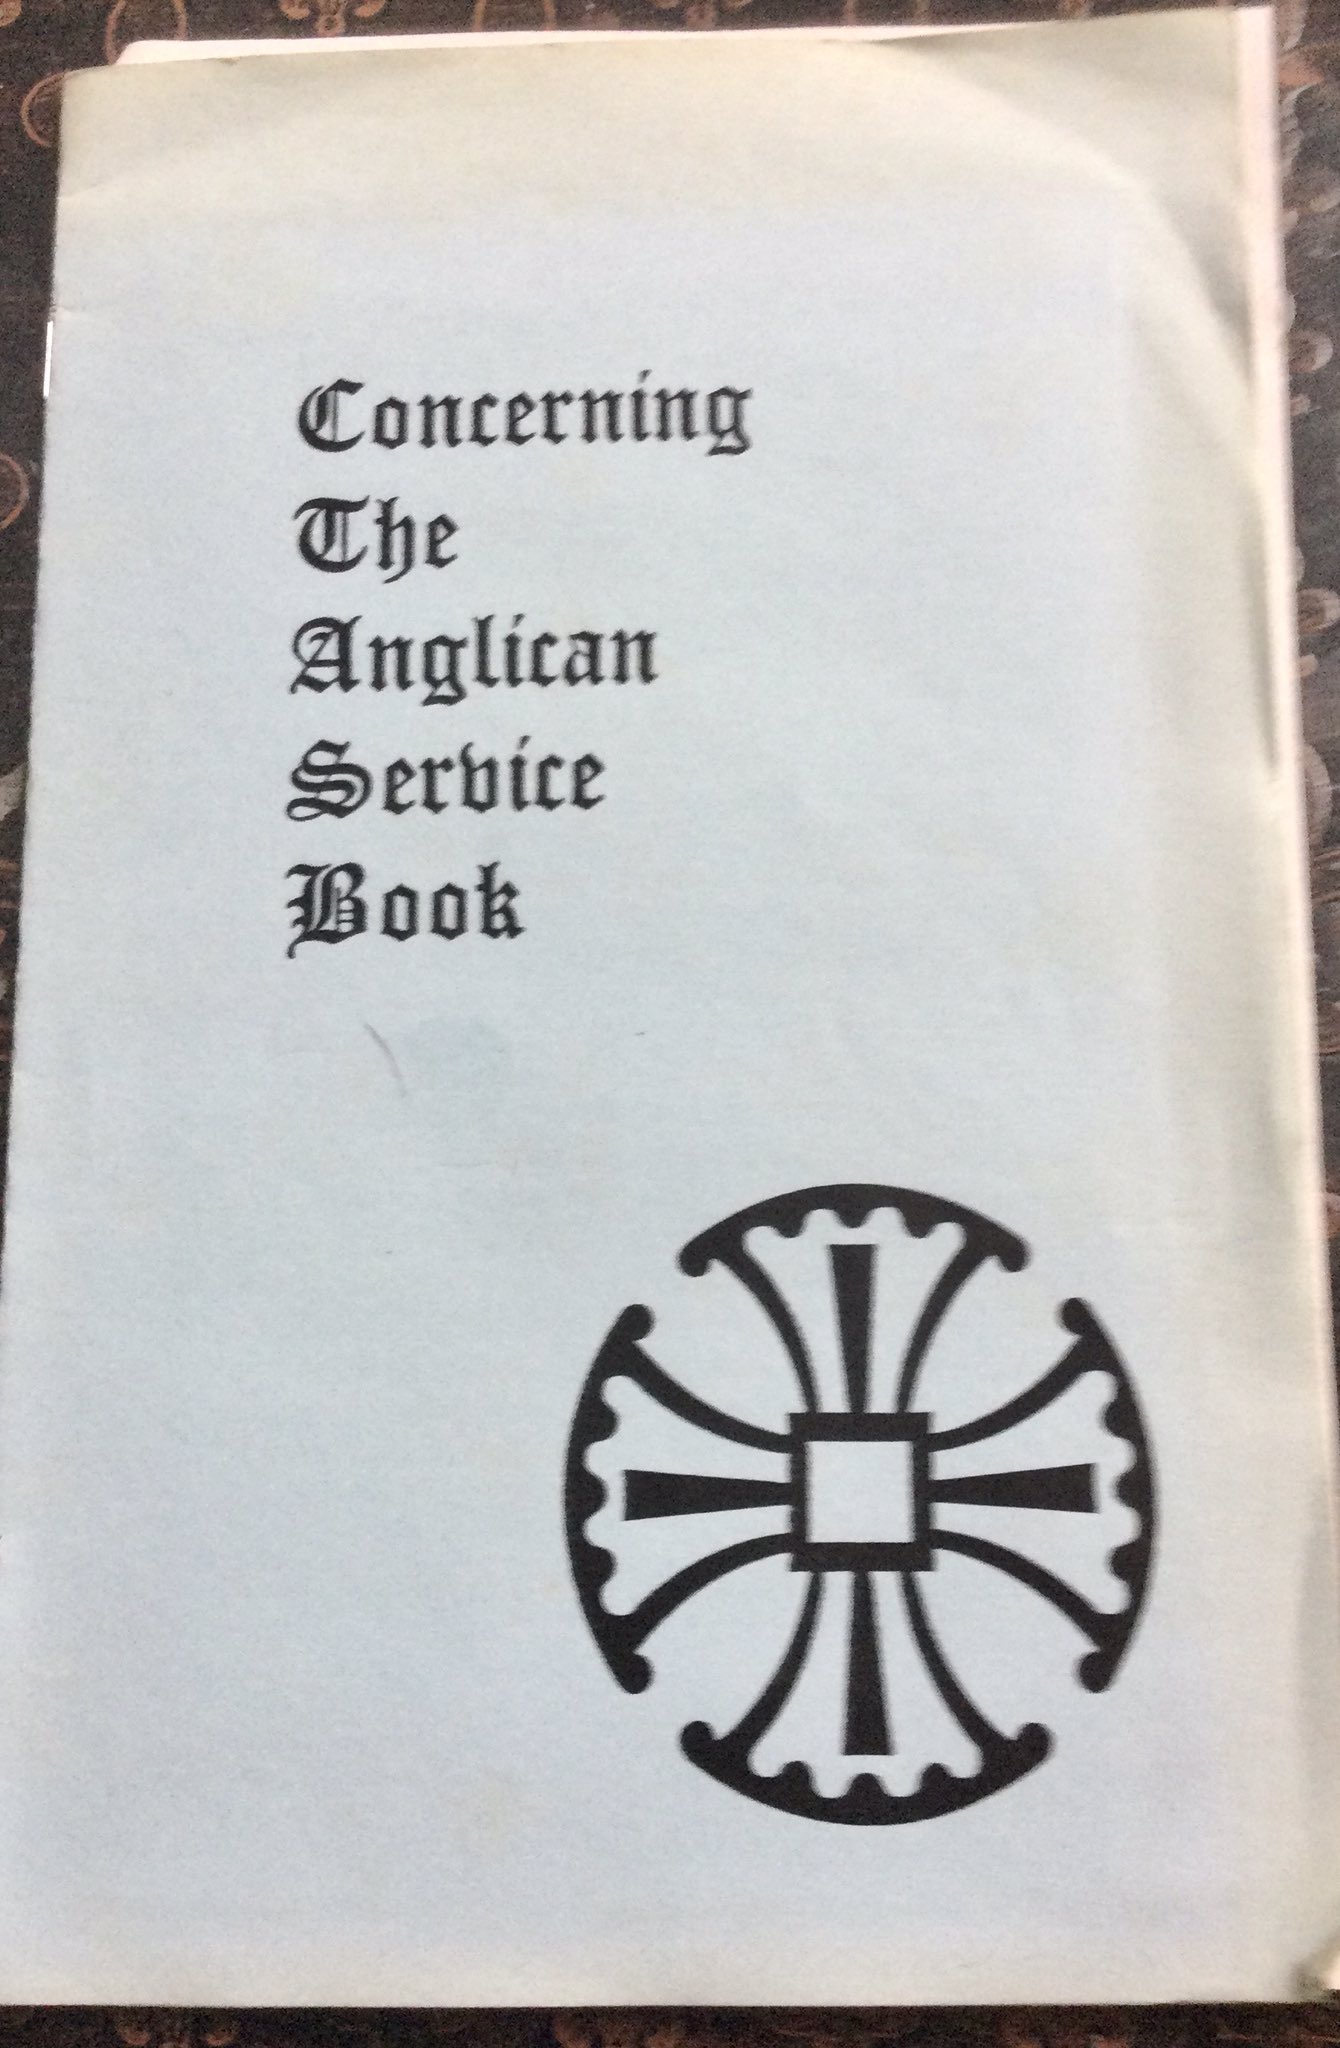 Concerning
The
Anglican
Service
Book